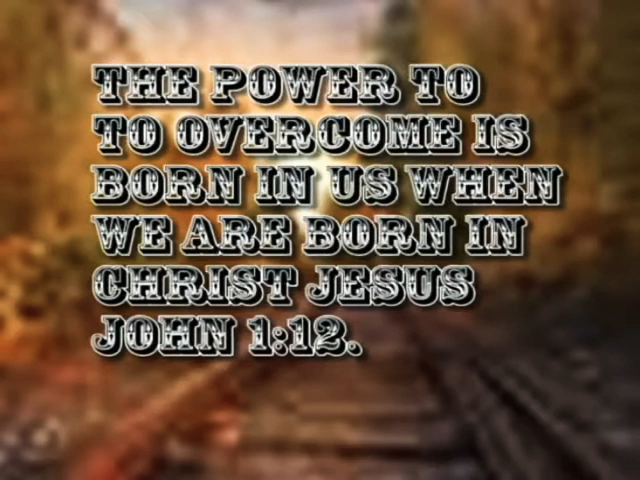 THE POWER TO
TO OVERCOME IS
BORN IN US WHEN
WE ARE BORN IN
CHRIST JESUS
JOHN 1:12.